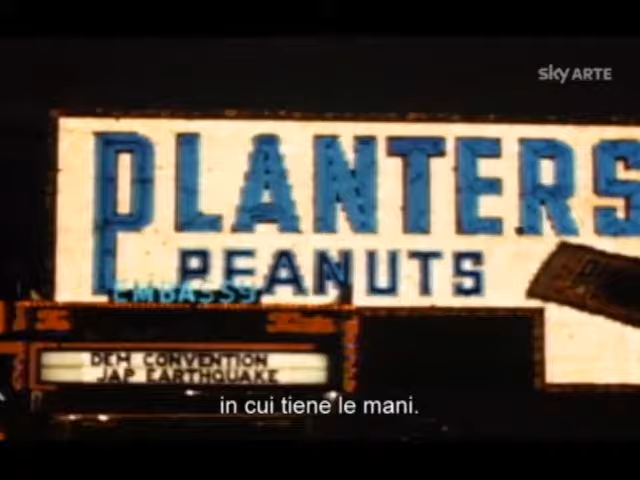 sky ARTE
PLANTERS
PEANUTS
EMBASSY
DEM CONVENTION
JAP EARTHQUAKE
in cui tiene le mani.